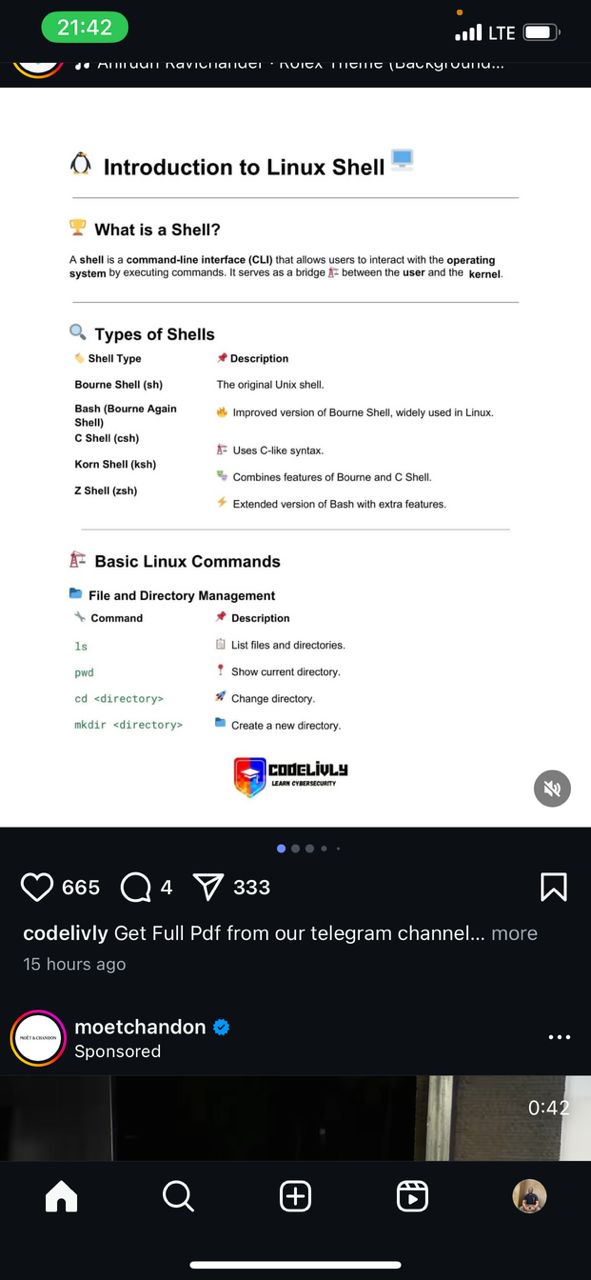 21:42
LTE
Anirudh Ravichander · Rolex Theme (Background...
Introduction to Linux Shell
What is a Shell?
A shell is a command-line interface (CLI) that allows users to interact with the operating
system by executing commands. It serves as a bridge between the user and the kernel.
Types of Shells
Shell Type Description
Bourne Shell (sh) The original Unix shell.
Bash (Bourne Again
Shell)
Improved version of Bourne Shell, widely used in Linux.
C Shell (csh)
Uses C-like syntax.
Korn Shell (ksh)
Combines features of Bourne and C Shell.
Z Shell (zsh)
Extended version of Bash with extra features.
Basic Linux Commands
File and Directory Management
Command Description
ls List files and directories.
pwd Show current directory.
cd <directory> Change directory.
mkdir <directory> Create a new directory.
CODELIVLY
LEARN CYBERSECURITY
665 4 333
codelivly Get Full Pdf from our telegram channel... more
15 hours ago
MOËT & CHANDON
moetchandon
Sponsored
0:42